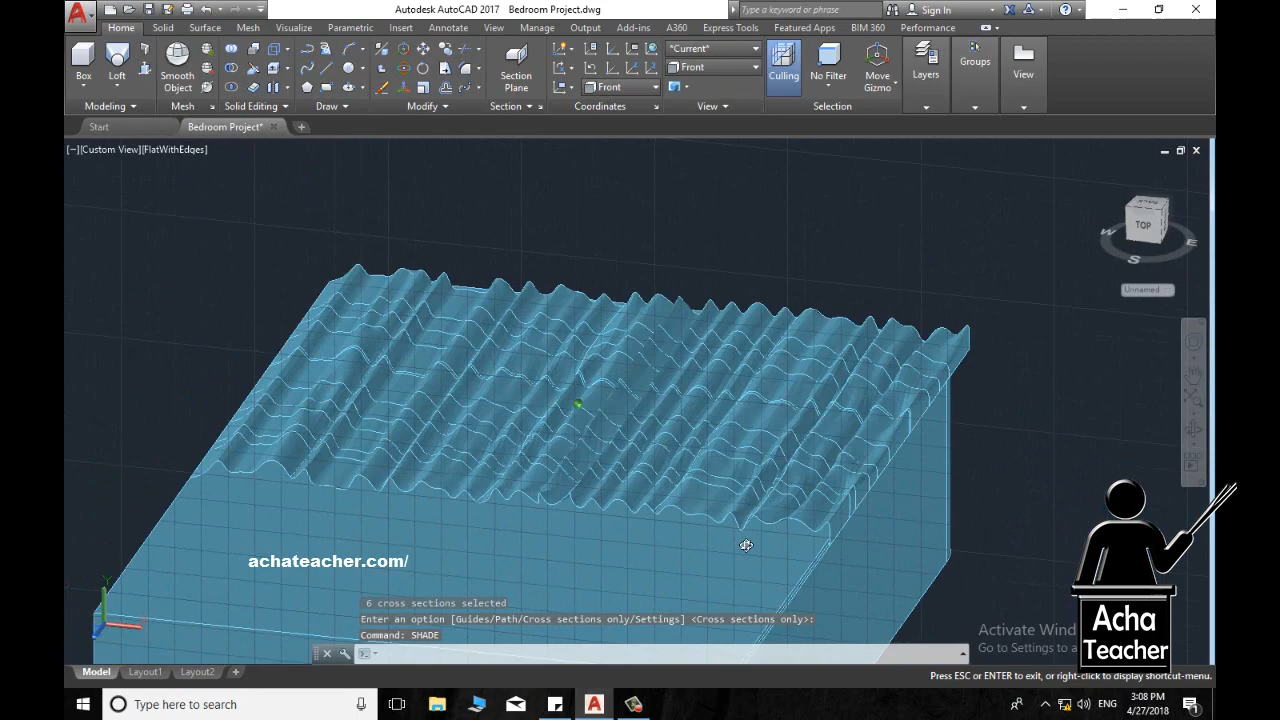 Autodesk AutoCAD 2017 Bedroom Project.dwg
Type a keyword or phrase
Sign In
Home Solid Surface Mesh Visualize Parametric Insert Annotate View Manage Output Add-ins A360 Express Tools Featured Apps BIM 360 Performance
Box Loft Smooth Object Section Plane *Current* Front Front Culling No Filter Move Gizmo Layers Groups View
Modeling Mesh Solid Editing Draw Modify Section Coordinates View Selection
Start Bedroom Project*
[−][Custom View][FlatWithEdges]
TOP
W
E
S
Unnamed
achateacher.com/
6 cross sections selected
Enter an option [Guides/Path/Cross sections only/Settings] <Cross sections only>:
Command: SHADE
Y
Activate Wind
Go to Settings to a
Acha
Teacher
Model Layout1 Layout2
Press ESC or ENTER to exit, or right-click to display shortcut-menu.
Type here to search
ENG
3:08 PM
4/27/2018